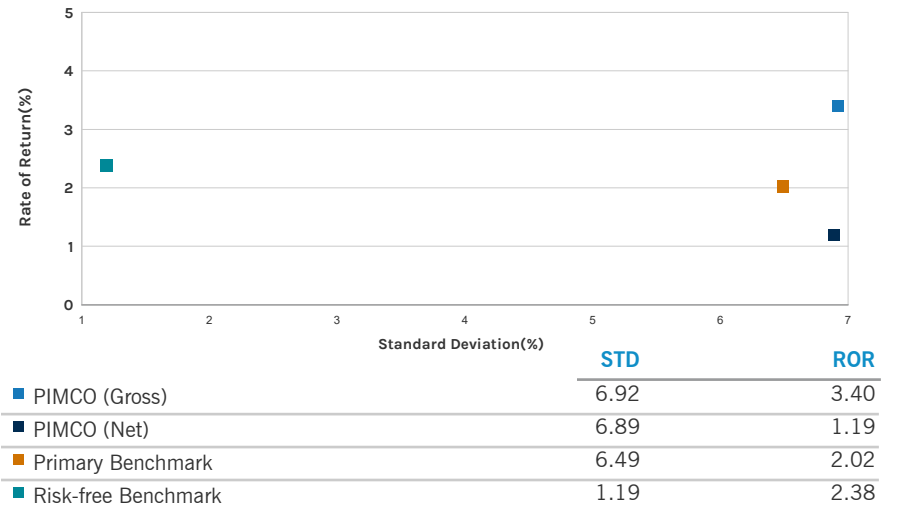 5
4
3
2
1
0
Rate of Return(%)
1 2 3 4 5 6 7
Standard Deviation(%)
STD ROR
PIMCO (Gross) 6.92 3.40
PIMCO (Net) 6.89 1.19
Primary Benchmark 6.49 2.02
Risk-free Benchmark 1.19 2.38